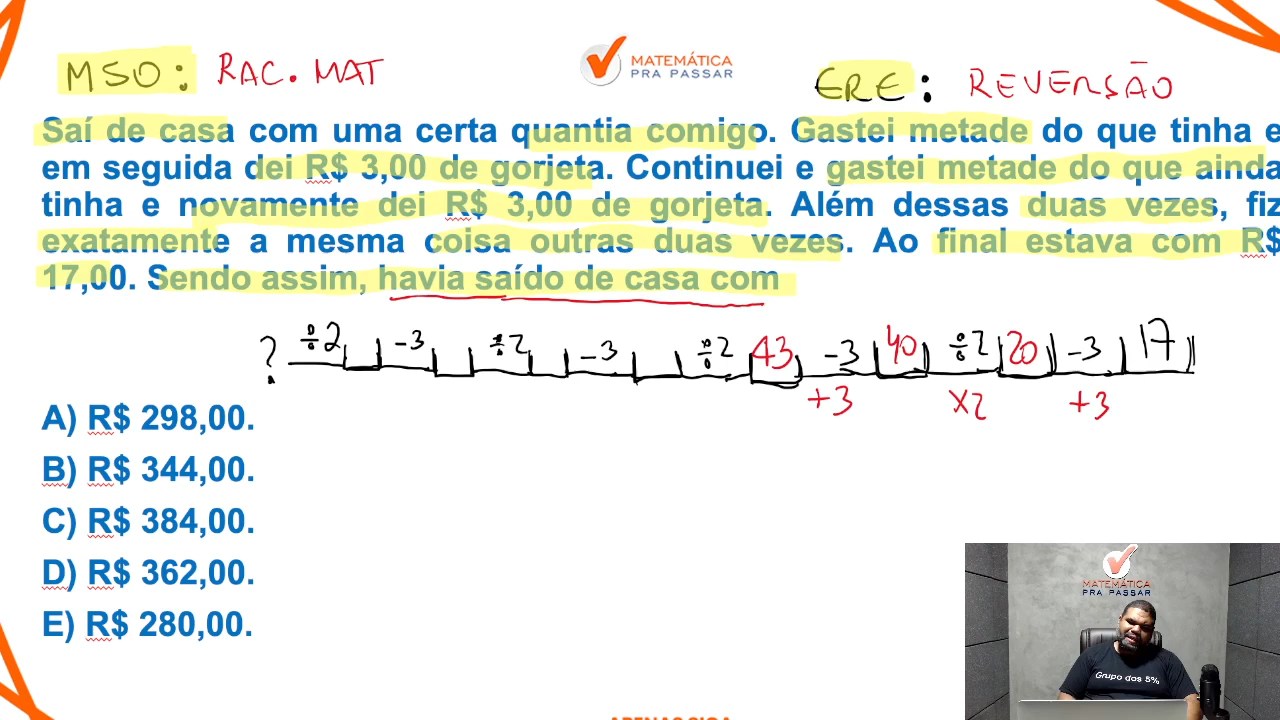 MSO: RAC. MAT
MATEMÁTICA
PRA PASSAR
ERE: REVERSÃO
Saí de casa com uma certa quantia comigo. Gastei metade do que tinha e
em seguida dei R$ 3,00 de gorjeta. Continuei e gastei metade do que ainda
tinha e novamente dei R$ 3,00 de gorjeta. Além dessas duas vezes, fiz
exatamente a mesma coisa outras duas vezes. Ao final estava com R$
17,00. Sendo assim, havia saído de casa com
? ÷2 -3 ÷2 -3 ÷2 43 -3 40 ÷2 20 -3 17
+3 x2 +3
A) R$ 298,00.
B) R$ 344,00.
C) R$ 384,00.
D) R$ 362,00.
E) R$ 280,00.
MATEMÁTICA
PRA PASSAR
Grupo dos 5%